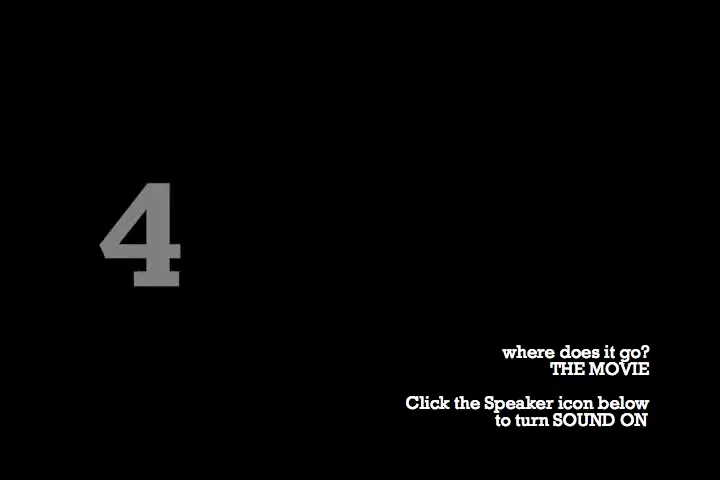 4
where does it go?
THE MOVIE
Click the Speaker icon below
to turn SOUND ON